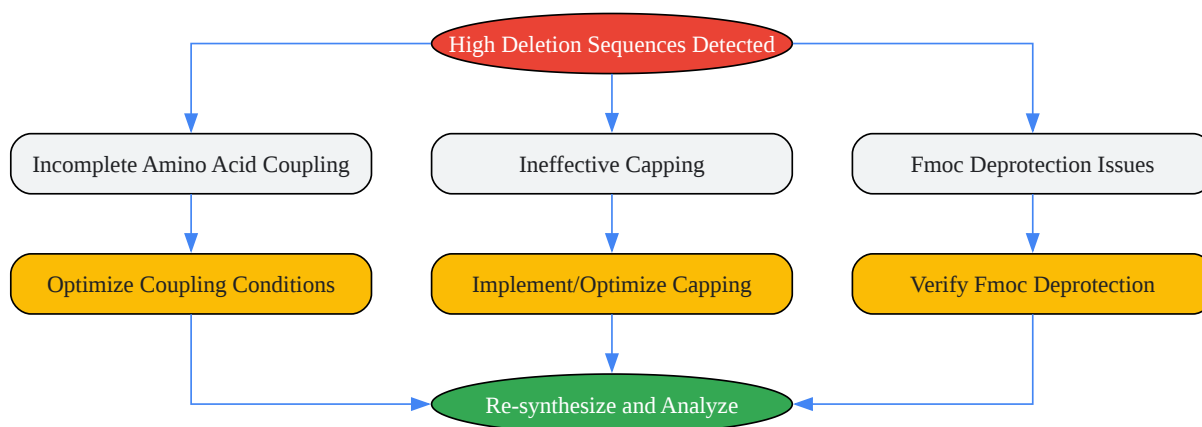 High Deletion Sequences Detected
Incomplete Amino Acid Coupling
Ineffective Capping
Fmoc Deprotection Issues
Optimize Coupling Conditions
Implement/Optimize Capping
Verify Fmoc Deprotection
Re-synthesize and Analyze